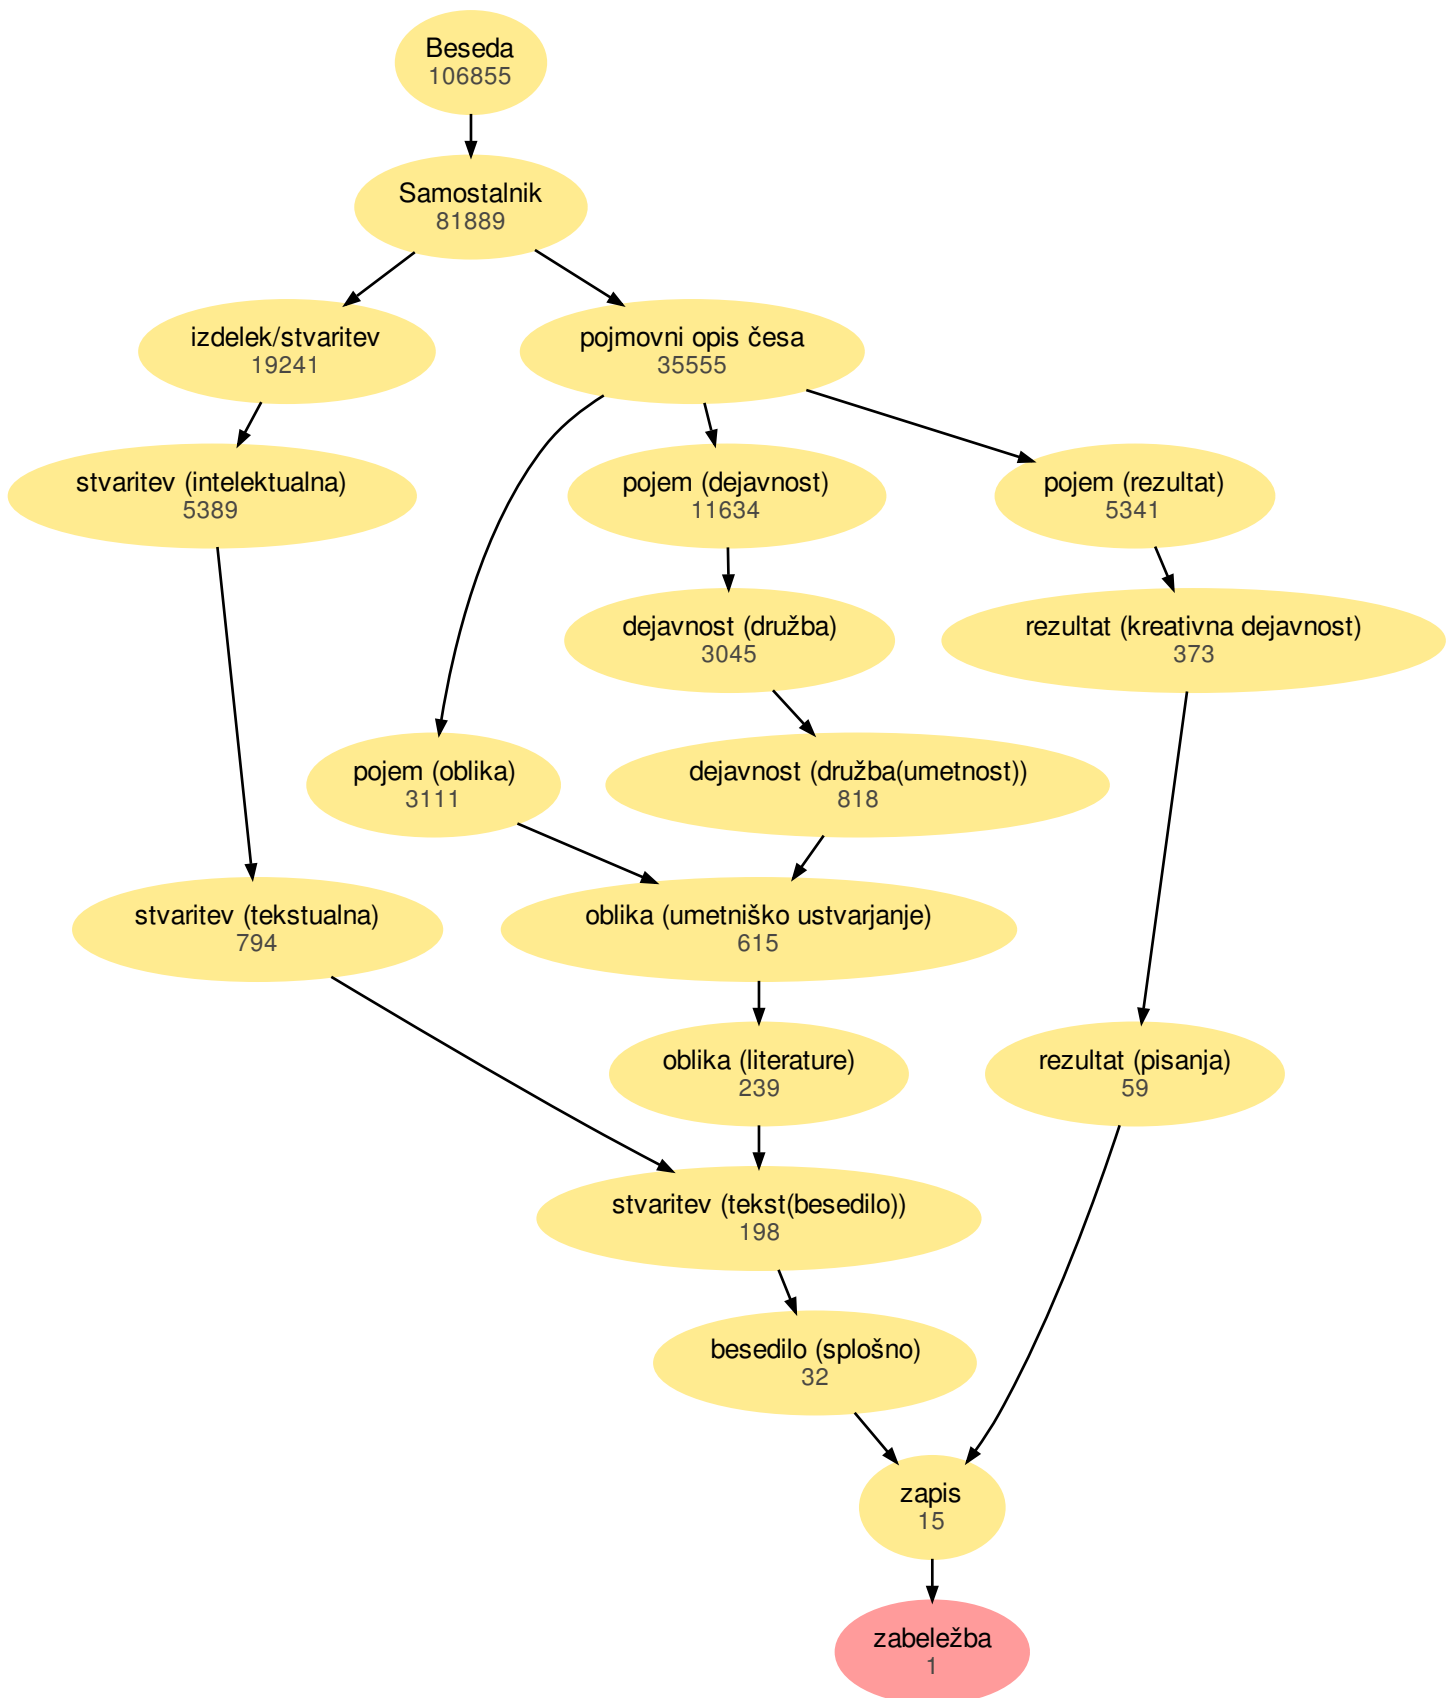 Beseda
106855
Samostalnik
81889
izdelek/stvaritev
19241
pojmovni opis česa
35555
stvaritev (intelektualna)
5389
pojem (dejavnost)
11634
pojem (rezultat)
5341
dejavnost (družba)
3045
rezultat (kreativna dejavnost)
373
pojem (oblika)
3111
dejavnost (družba(umetnost))
818
stvaritev (tekstualna)
794
oblika (umetniško ustvarjanje)
615
oblika (literature)
239
rezultat (pisanja)
59
stvaritev (tekst(besedilo))
198
besedilo (splošno)
32
zapis
15
zabeležba
1